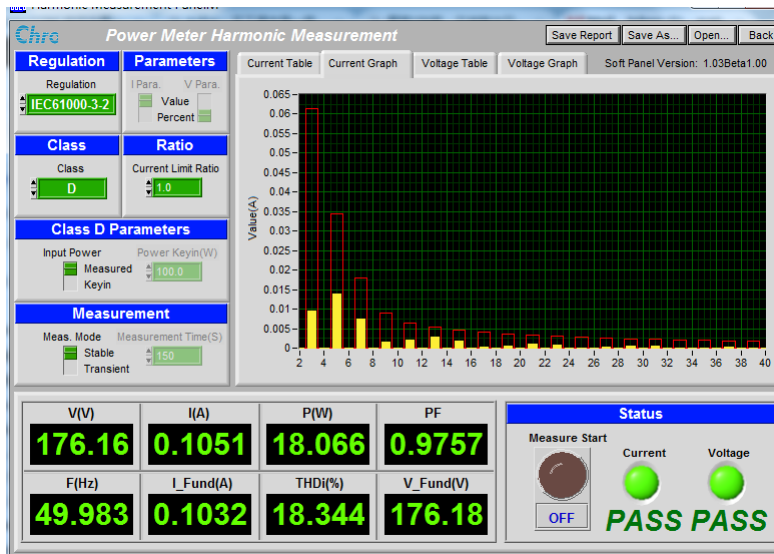 Harmonic Measurement PanelM
Chro Power Meter Harmonic Measurement
Save Report Save As... Open... Back
Regulation Parameters
Current Table Current Graph Voltage Table Voltage Graph Soft Panel Version: 1.03Beta1.00
Regulation I Para. V Para.
IEC61000-3-2 Value
Percent
Class Ratio
Class Current Limit Ratio
D 1.0
Class D Parameters
Input Power Power Keyin(W)
Measured 100.0
Keyin
Measurement
Meas. Mode Measurement Time(S)
Stable 150
Transient
Value(A)
0.065
0.06
0.055
0.05
0.045
0.04
0.035
0.03
0.025
0.02
0.015
0.01
0.005
0
2 4 6 8 10 12 14 16 18 20 22 24 26 28 30 32 34 36 38 40
V(V) I(A) P(W) PF
176.16 0.1051 18.066 0.9757
F(Hz) I_Fund(A) THDi(%) V_Fund(V)
49.983 0.1032 18.344 176.18
Status
Measure Start
Current Voltage
OFF PASS PASS